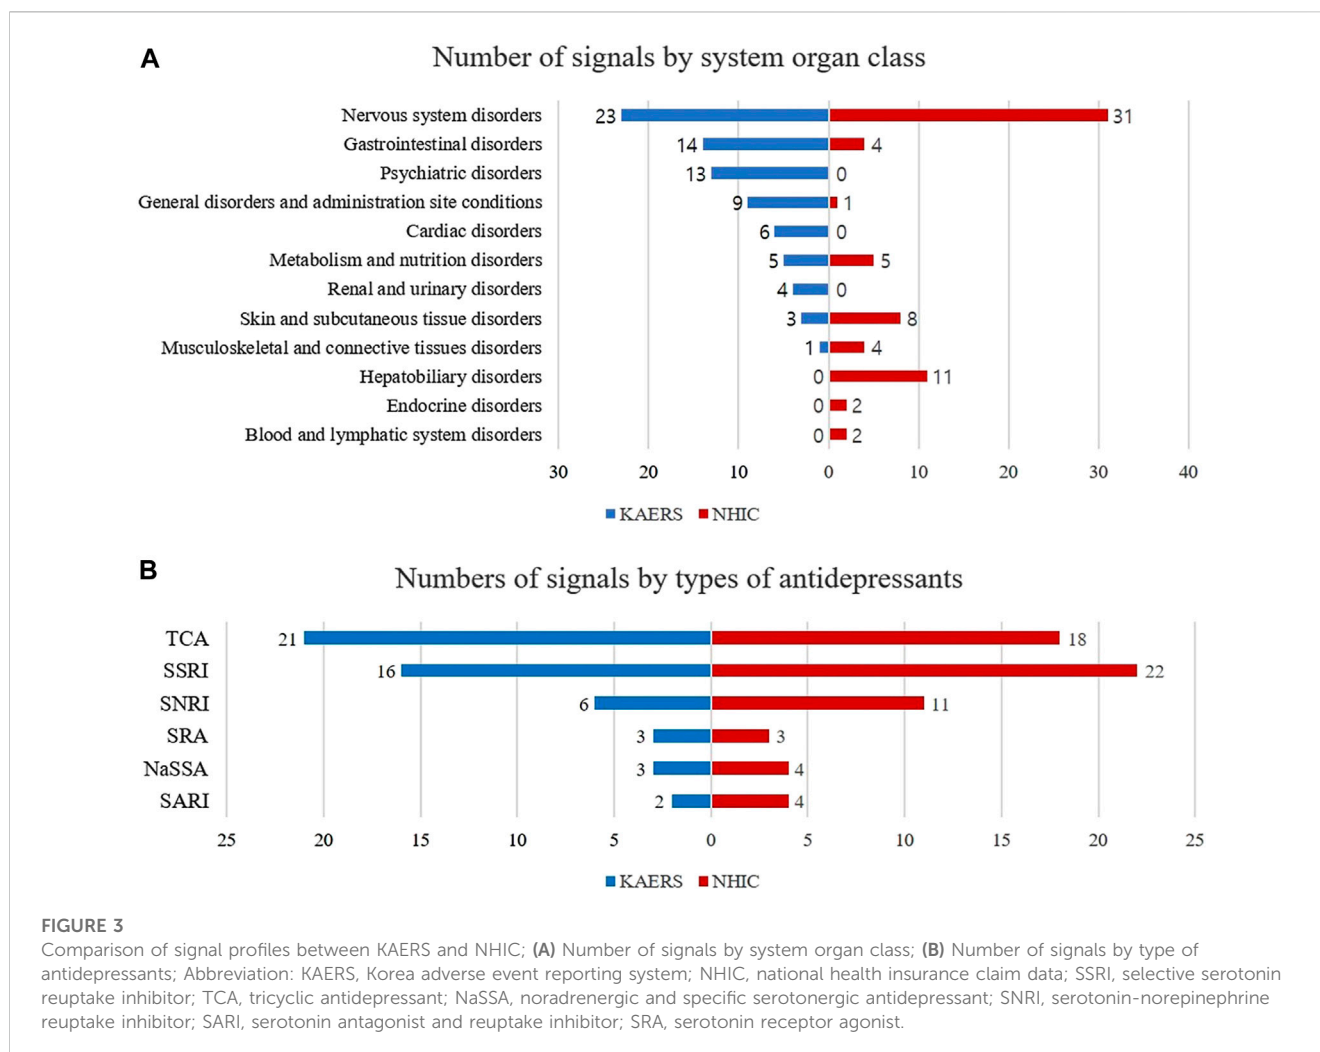 A
Number of signals by system organ class
Nervous system disorders 23 31
Gastrointestinal disorders 14 4
Psychiatric disorders 13 0
General disorders and administration site conditions 9 1
Cardiac disorders 6 0
Metabolism and nutrition disorders 5 5
Renal and urinary disorders 4 0
Skin and subcutaneous tissue disorders 3 8
Musculoskeletal and connective tissues disorders 1 4
Hepatobiliary disorders 0 11
Endocrine disorders 0 2
Blood and lymphatic system disorders 0 2
30 20 10 0 10 20 30 40
KAERS NHIC
B
Numbers of signals by types of antidepressants
TCA 21 18
SSRI 16 22
SNRI 6 11
SRA 3 3
NaSSA 3 4
SARI 2 4
25 20 15 10 5 0 5 10 15 20 25
KAERS NHIC
FIGURE 3
Comparison of signal profiles between KAERS and NHIC; (A) Number of signals by system organ class; (B) Number of signals by type of
antidepressants; Abbreviation: KAERS, Korea adverse event reporting system; NHIC, national health insurance claim data; SSRI, selective serotonin
reuptake inhibitor; TCA, tricyclic antidepressant; NaSSA, noradrenergic and specific serotonergic antidepressant; SNRI, serotonin-norepinephrine
reuptake inhibitor; SARI, serotonin antagonist and reuptake inhibitor; SRA, serotonin receptor agonist.